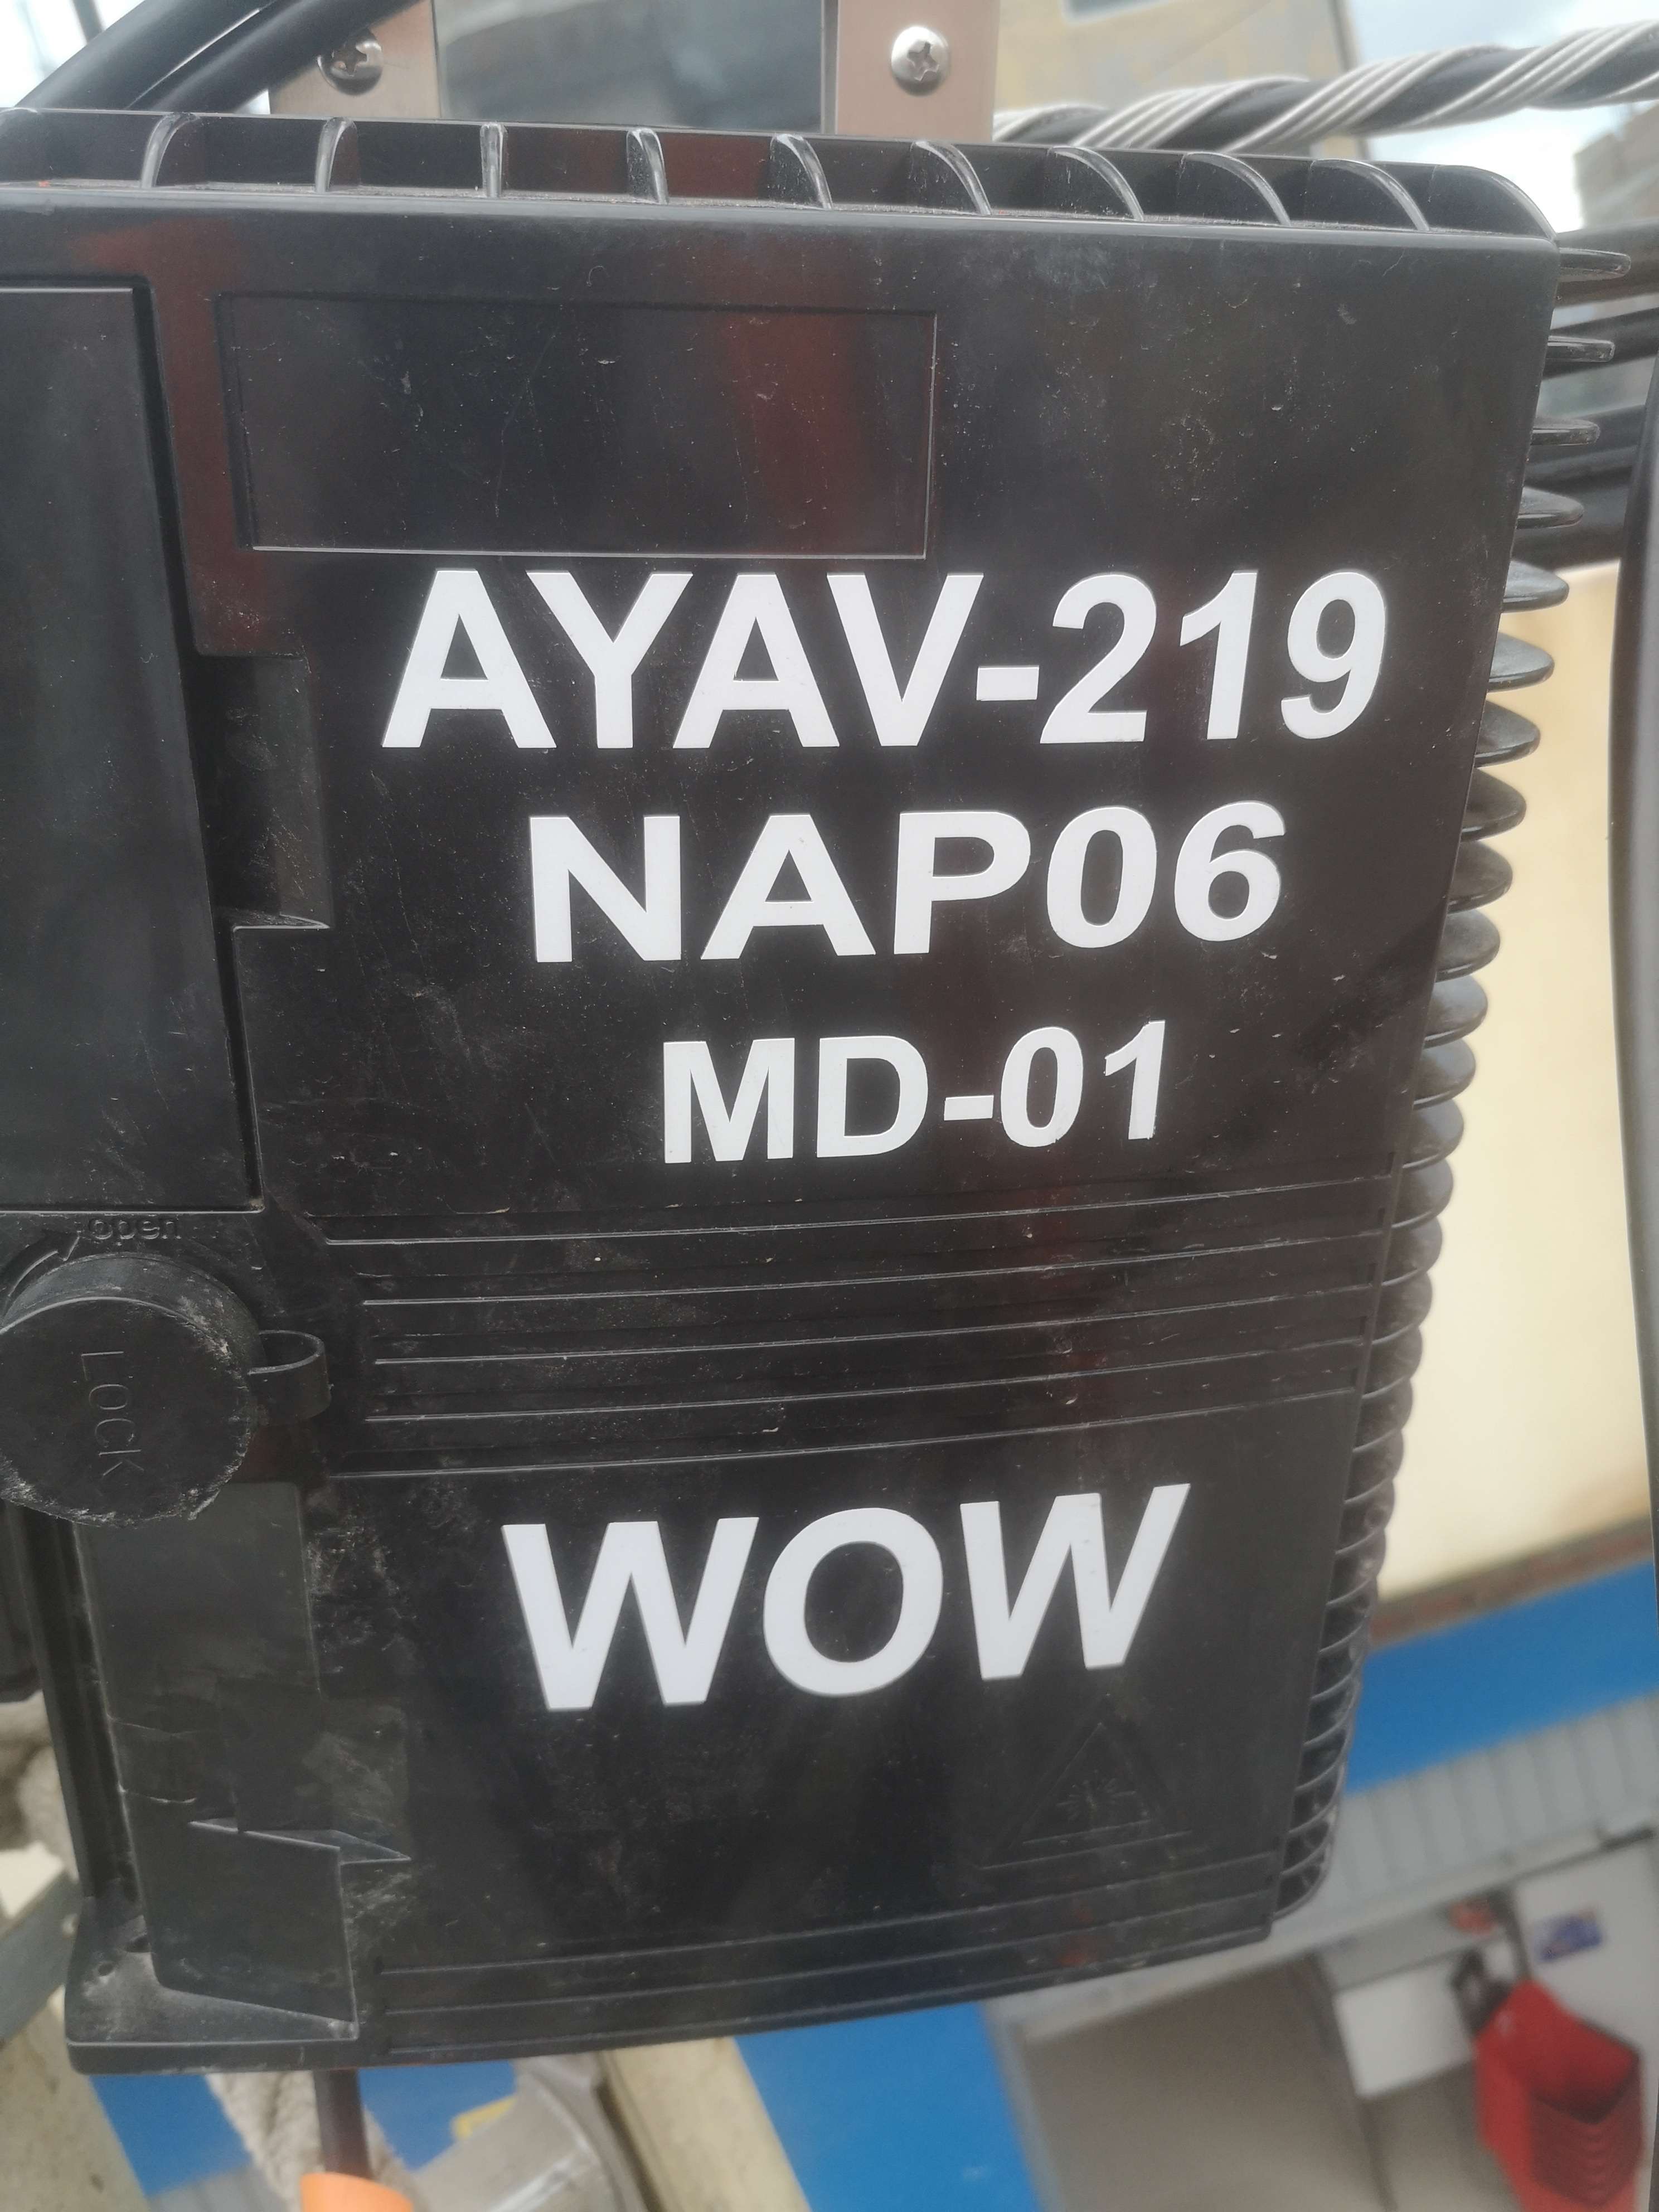 AYAV-219
NAP06
MD-01
open
LOCK
WOW